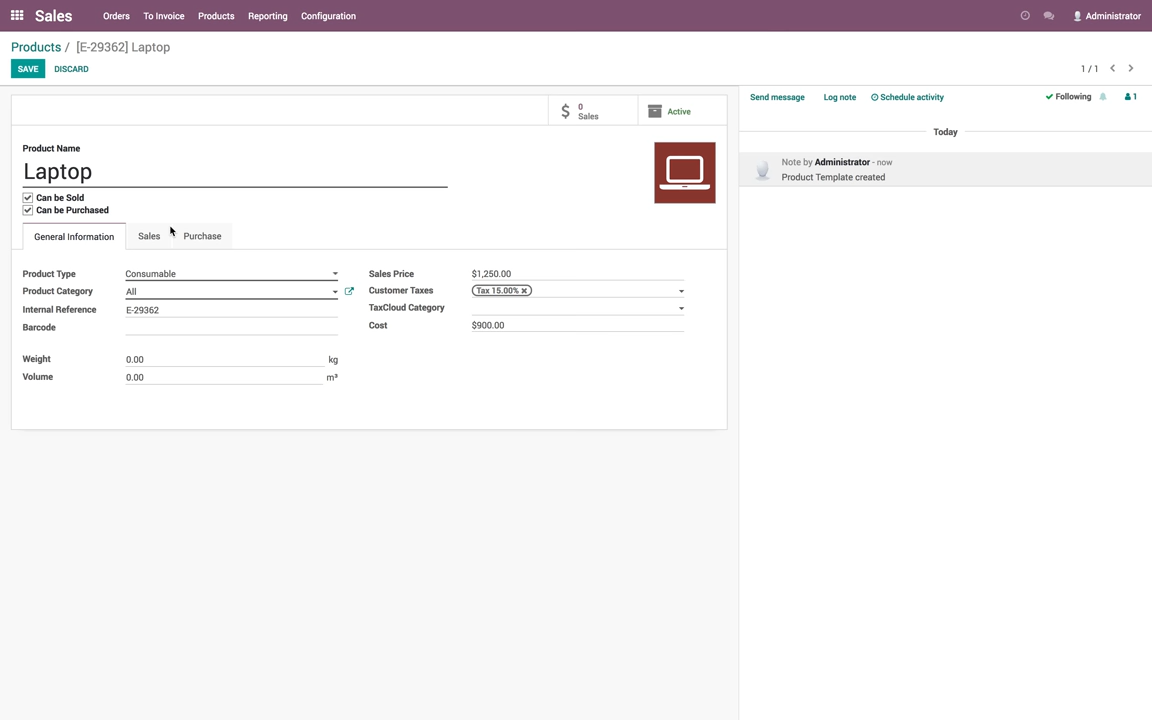 Sales Orders To Invoice Products Reporting Configuration Administrator
Products / [E-29362] Laptop
SAVE DISCARD 1 / 1
Send message Log note Schedule activity Following 1
0
Sales
Active
Today
Note by Administrator - now
Product Template created
Product Name
Laptop
Can be Sold
Can be Purchased
General Information Sales Purchase
Product Type Consumable
Product Category All
Internal Reference E-29362
Barcode
Weight 0.00 kg
Volume 0.00 m³
Sales Price $1,250.00
Customer Taxes Tax 15.00% ×
TaxCloud Category
Cost $900.00